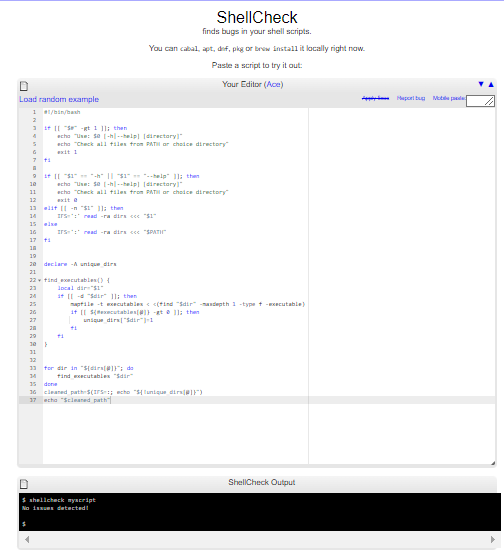 ShellCheck
finds bugs in your shell scripts.
You can cabal, apt, dnf, pkg or brew install it locally right now.
Paste a script to try it out:
Your Editor (Ace)
▼ ▲
Load random example
Apply fixes Report bug Mobile paste:
1 #!/bin/bash
2
3 if [[ "$#" -gt 1 ]]; then
4 echo "Use: $0 [-h|--help| [directory]"
5 echo "Check all files from PATH or choice directory"
6 exit 1
7 fi
8
9 if [[ "$1" == "-h" || "$1" == "--help" ]]; then
10 echo "Use: $0 [-h|--help| [directory]"
11 echo "Check all files from PATH or choice directory"
12 exit 0
13 elif [[ -n "$1" ]]; then
14 IFS=':' read -ra dirs <<< "$1"
15 else
16 IFS=':' read -ra dirs <<< "$PATH"
17 fi
18
19
20 declare -A unique_dirs
21
22 find_executables() {
23 local dir="$1"
24 if [[ -d "$dir" ]]; then
25 mapfile -t executables < <(find "$dir" -maxdepth 1 -type f -executable)
26 if [[ ${#executables[@]} -gt 0 ]]; then
27 unique_dirs["$dir"]=1
28 fi
29 fi
30 }
31
32
33 for dir in "${dirs[@]}"; do
34 find_executables "$dir"
35 done
36 cleaned_path=$(IFS=:; echo "${!unique_dirs[@]}")
37 echo "$cleaned_path"
ShellCheck Output
$ shellcheck myscript
No issues detected!
$